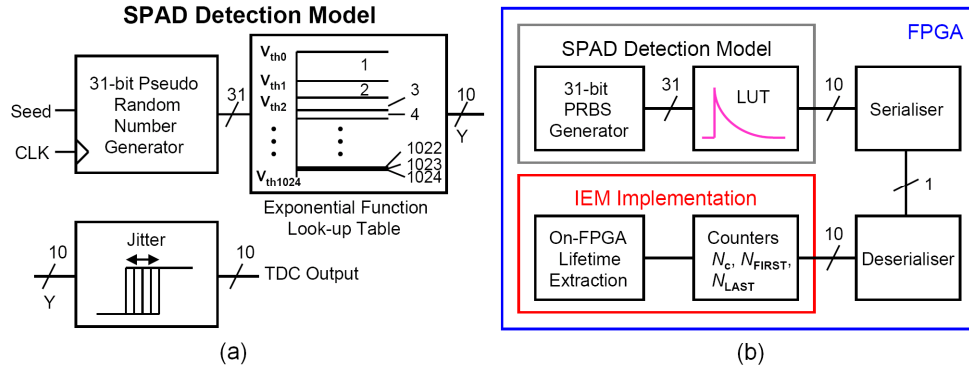 SPAD Detection Model
31-bit Pseudo
Random
Number
Generator
Seed
CLK
31
Vth0
Vth1
Vth2
Vth1024
1
2
3
4
1022
1023
1024
10
Y
Exponential Function
Look-up Table
10
Y
Jitter
10
TDC Output
(a)
FPGA
SPAD Detection Model
31-bit
PRBS
Generator
31
LUT
10
Serialiser
1
IEM Implementation
On-FPGA
Lifetime
Extraction
Counters
Nc, NFIRST,
NLAST
10
Deserialiser
(b)